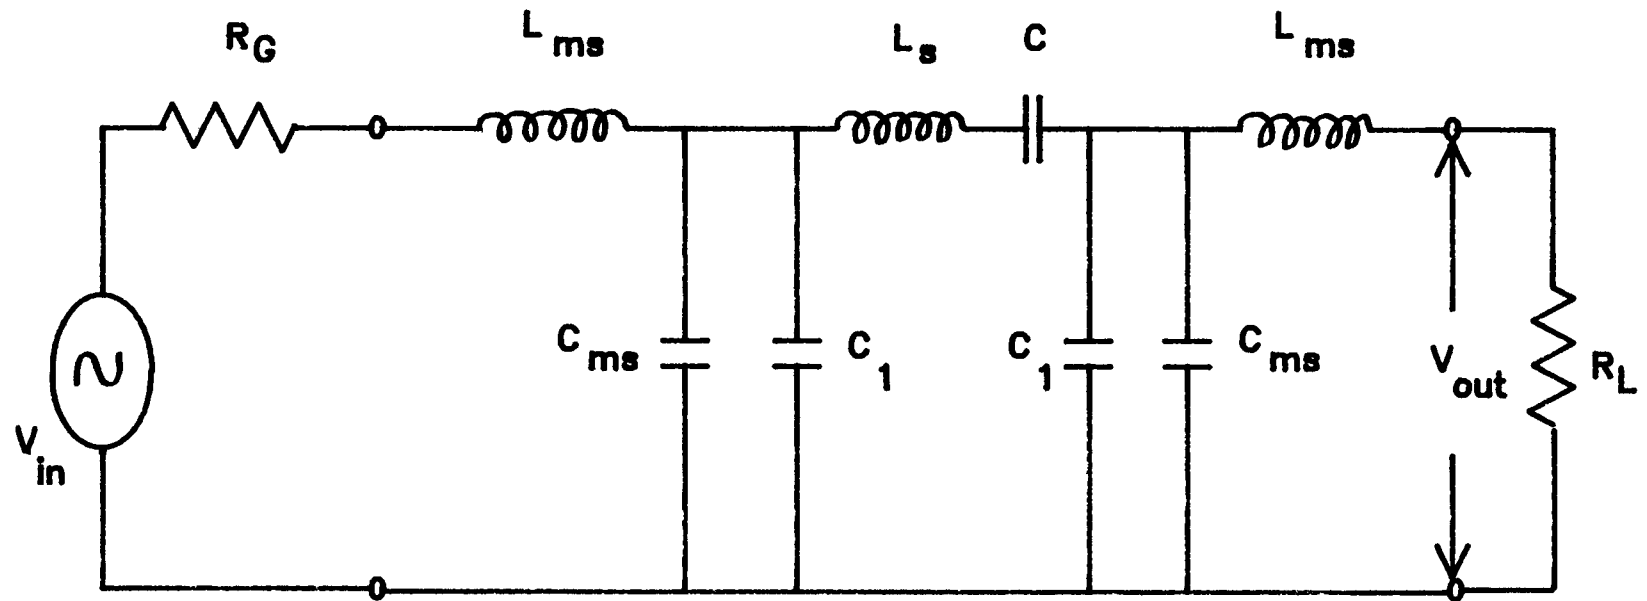 R_G
L_ms
L_s
C
L_ms
C_ms
C_1
C_1
C_ms
V_out
R_L
V_in